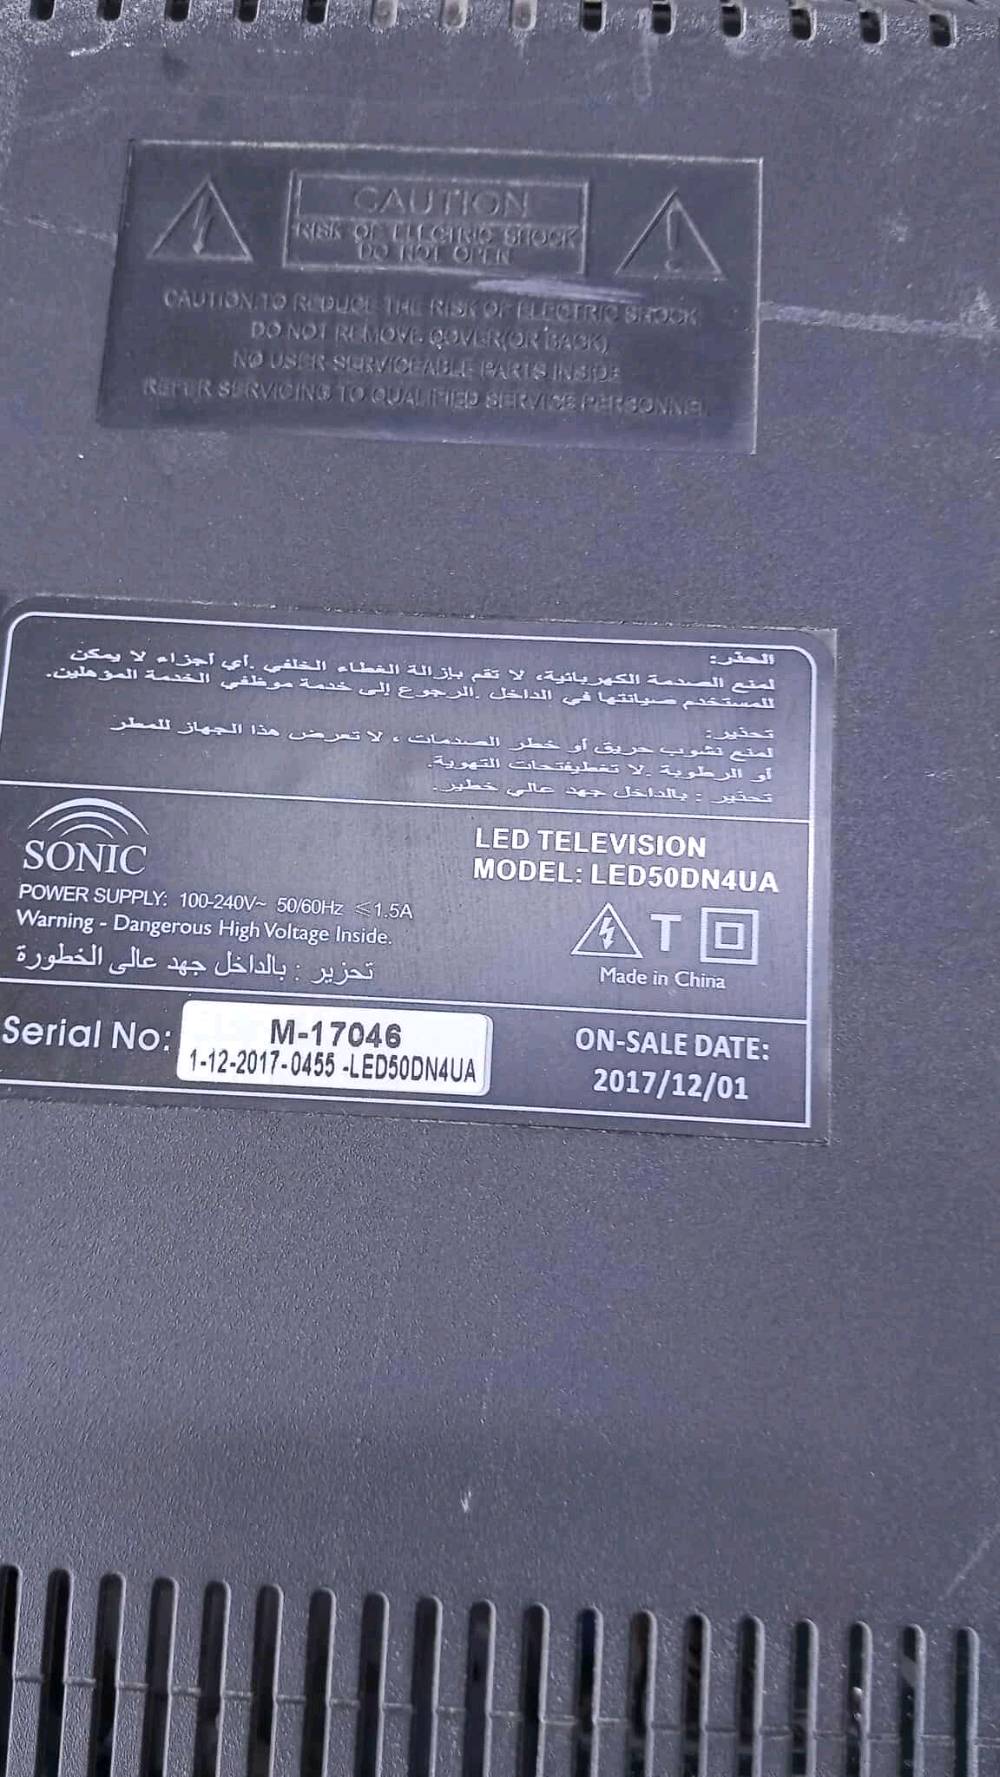 CAUTION
RISK OF ELECTRIC SHOCK
DO NOT OPEN
CAUTION:TO REDUCE THE RISK OF ELECTRIC SHOCK
DO NOT REMOVE COVER(OR BACK)
NO USER SERVICEABLE PARTS INSIDE
REFER SERVICING TO QUALIFIED SERVICE PERSONNEL
الحذر:
لمنع الصدمة الكهربائية، لا تقم بإزالة الغطاء الخلفي .أي أجزاء لا يمكن
للمستخدم صيانتها في الداخل .الرجوع إلى خدمة موظفي الخدمة المؤهلين.
تحذير:
لمنع نشوب حريق أو خطر الصدمات ، لا تعرض هذا الجهاز للمطر
أو الرطوبة .لا تغطيفتحات التهوية.
تحذير : بالداخل جهد عالي خطير.
SONIC
LED TELEVISION
MODEL: LED50DN4UA
POWER SUPPLY: 100-240V~ 50/60Hz ≤1.5A
Warning - Dangerous High Voltage Inside.
تحزير : بالداخل جهد عالى الخطورة
T
Made in China
Serial No:
M-17046
1-12-2017-0455 -LED50DN4UA
ON-SALE DATE:
2017/12/01